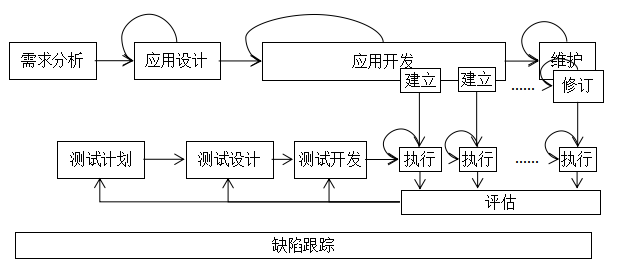 需求分析
应用设计
应用开发
维护
建立
建立
……
修订
测试计划
测试设计
测试开发
执行
执行
……
执行
评估
缺陷跟踪